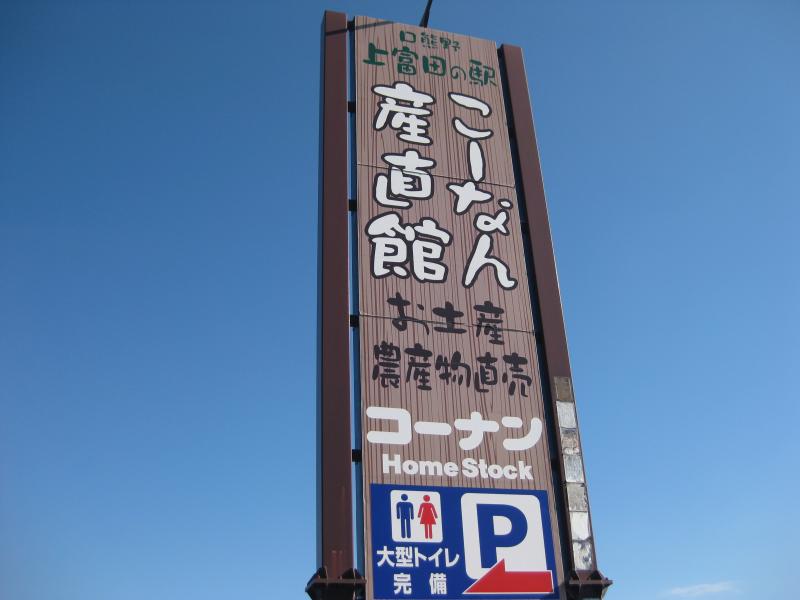 口熊野
上富田の駅
こーなん
産直館
お土産
農産物直売
コーナン
Home Stock
P
大型トイレ
完備